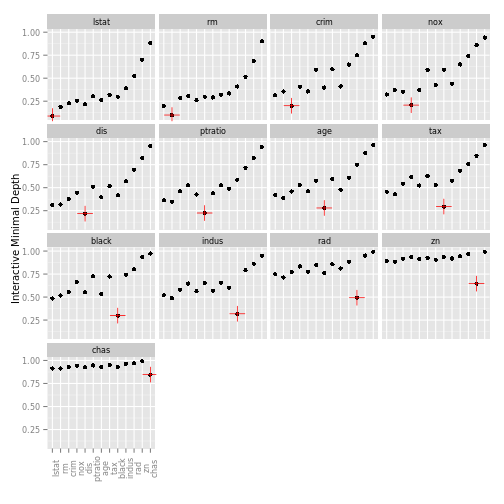 lstat rm crim nox
1.00
0.75
0.50
0.25
dis ptratio age tax
1.00
0.75
0.50
0.25
black indus rad zn
1.00
0.75
0.50
0.25
chas
1.00
0.75
0.50
0.25
Interactive Minimal Depth
lstat
rm
crim
nox
dis
ptratio
age
tax
black
indus
rad
zn
chas